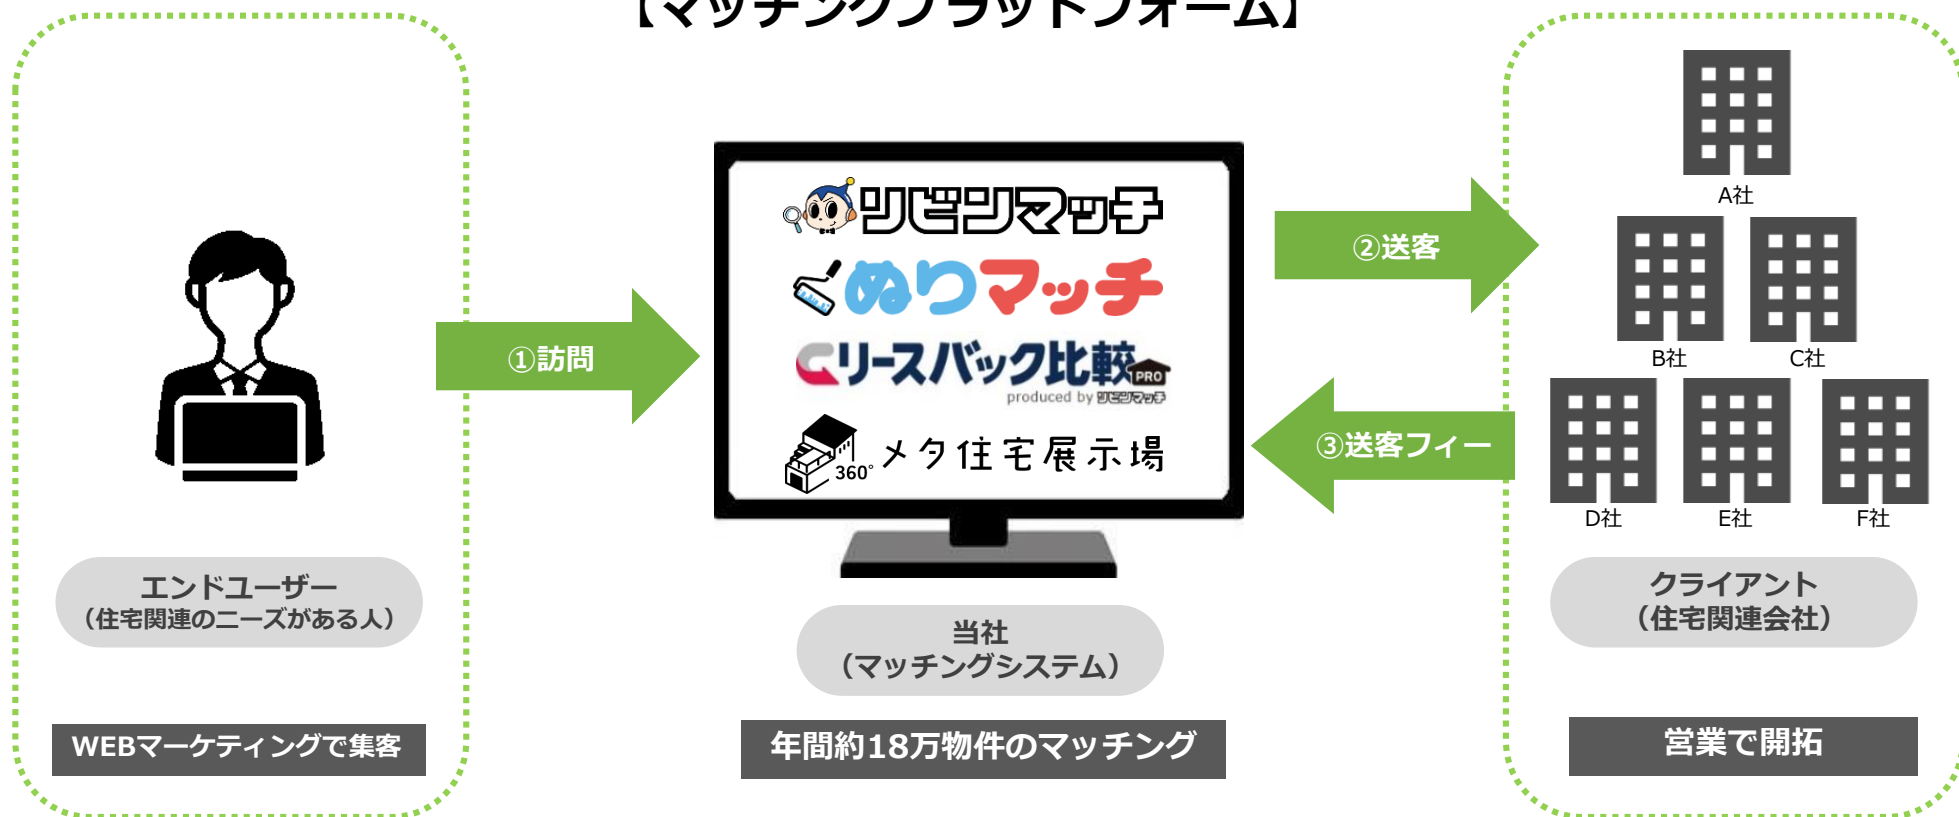 【マッチングプラットフォーム】
リビンマッチ
ぬりマッチ
リースバック比較 PRO
produced by リビンマッチ
360° メタ住宅展示場
①訪問
②送客
③送客フィー
A社
B社
C社
D社
E社
F社
エンドユーザー
（住宅関連のニーズがある人）
当社
（マッチングシステム）
クライアント
（住宅関連会社）
WEBマーケティングで集客
年間約18万物件のマッチング
営業で開拓